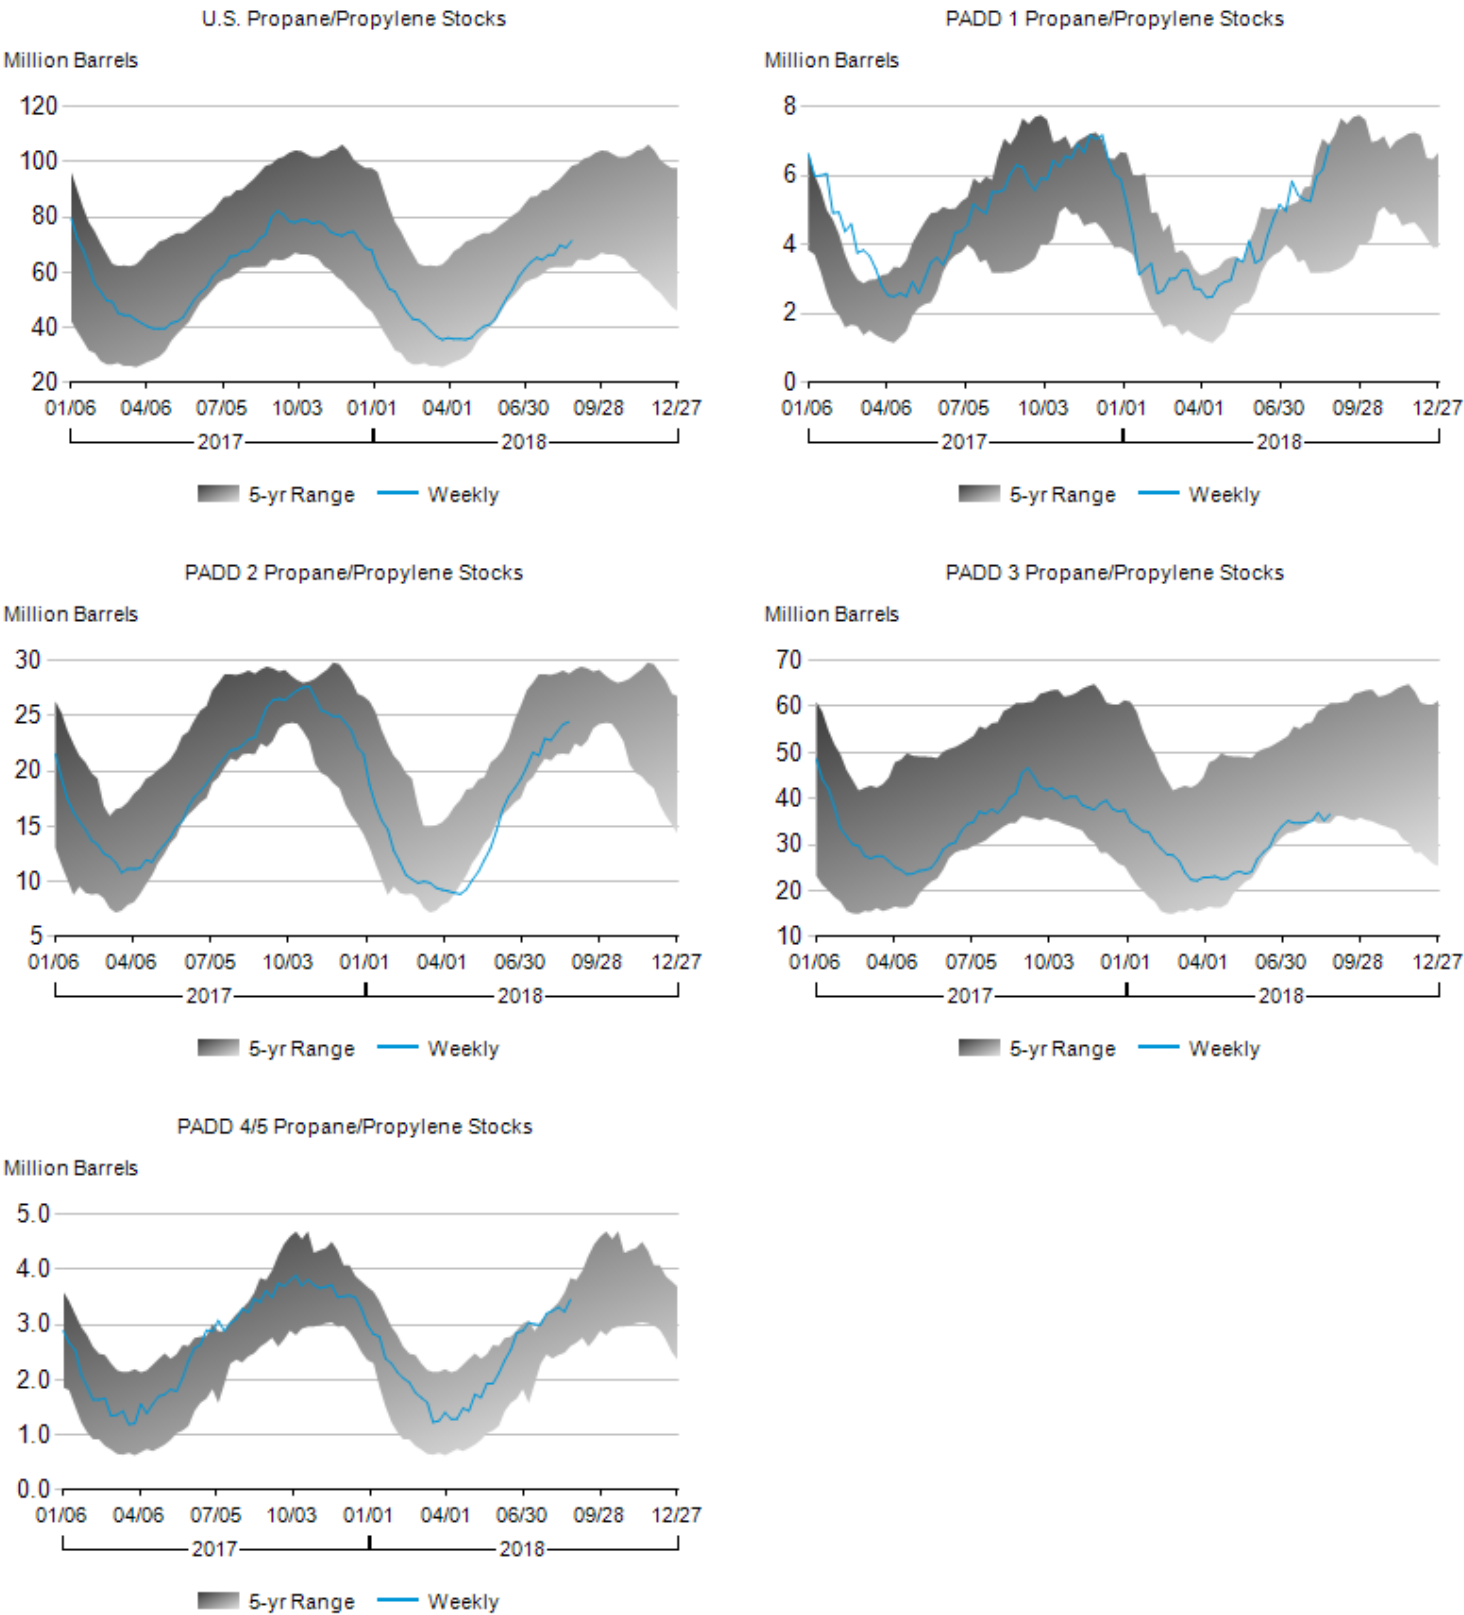 U.S. Propane/Propylene Stocks
Million Barrels
120
100
80
60
40
20
01/06 04/06 07/05 10/03 01/01 04/01 06/30 09/28 12/27
2017 2018
5-yr Range Weekly
PADD 1 Propane/Propylene Stocks
Million Barrels
8
6
4
2
0
01/06 04/06 07/05 10/03 01/01 04/01 06/30 09/28 12/27
2017 2018
5-yr Range Weekly
PADD 2 Propane/Propylene Stocks
Million Barrels
30
25
20
15
10
5
01/06 04/06 07/05 10/03 01/01 04/01 06/30 09/28 12/27
2017 2018
5-yr Range Weekly
PADD 3 Propane/Propylene Stocks
Million Barrels
70
60
50
40
30
20
10
01/06 04/06 07/05 10/03 01/01 04/01 06/30 09/28 12/27
2017 2018
5-yr Range Weekly
PADD 4/5 Propane/Propylene Stocks
Million Barrels
5.0
4.0
3.0
2.0
1.0
0.0
01/06 04/06 07/05 10/03 01/01 04/01 06/30 09/28 12/27
2017 2018
5-yr Range Weekly